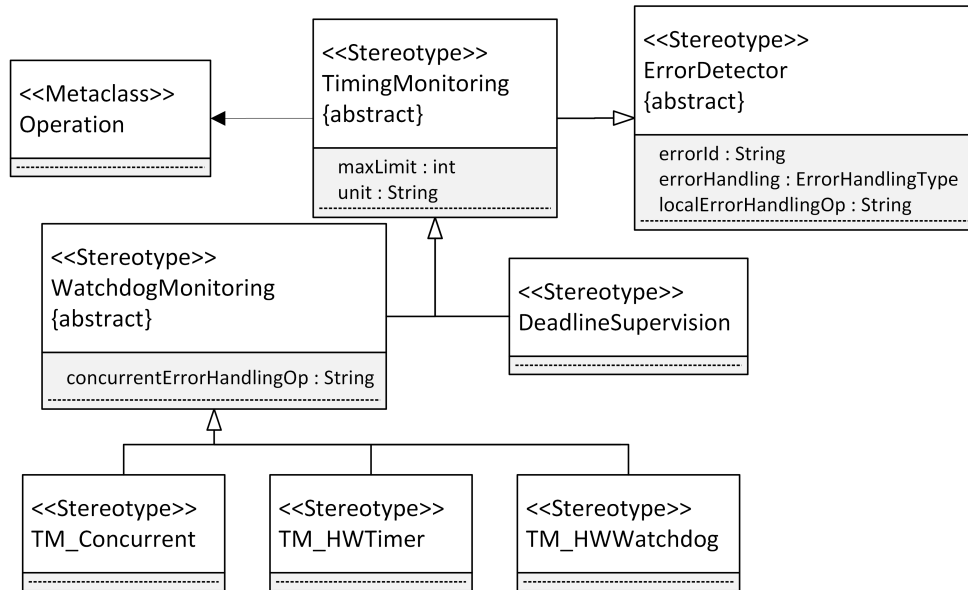 <<Metaclass>>
Operation
<<Stereotype>>
TimingMonitoring
{abstract}
maxLimit : int
unit : String
<<Stereotype>>
ErrorDetector
{abstract}
errorId : String
errorHandling : ErrorHandlingType
localErrorHandlingOp : String
<<Stereotype>>
WatchdogMonitoring
{abstract}
concurrentErrorHandlingOp : String
<<Stereotype>>
DeadlineSupervision
<<Stereotype>>
TM_Concurrent
<<Stereotype>>
TM_HWTimer
<<Stereotype>>
TM_HWWatchdog